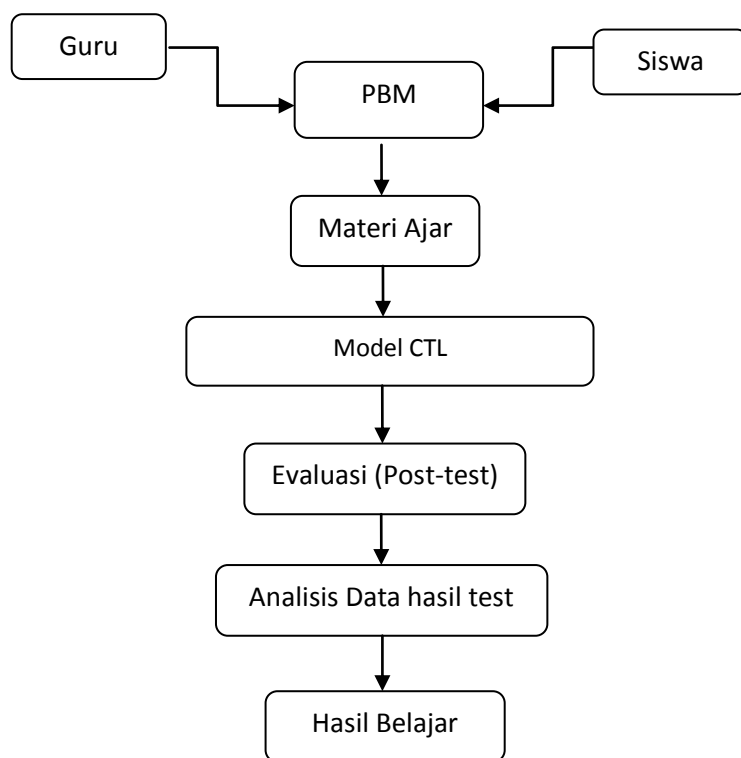 Guru
Siswa
PBM
Materi Ajar
Model CTL
Evaluasi (Post-test)
Analisis Data hasil test
Hasil Belajar